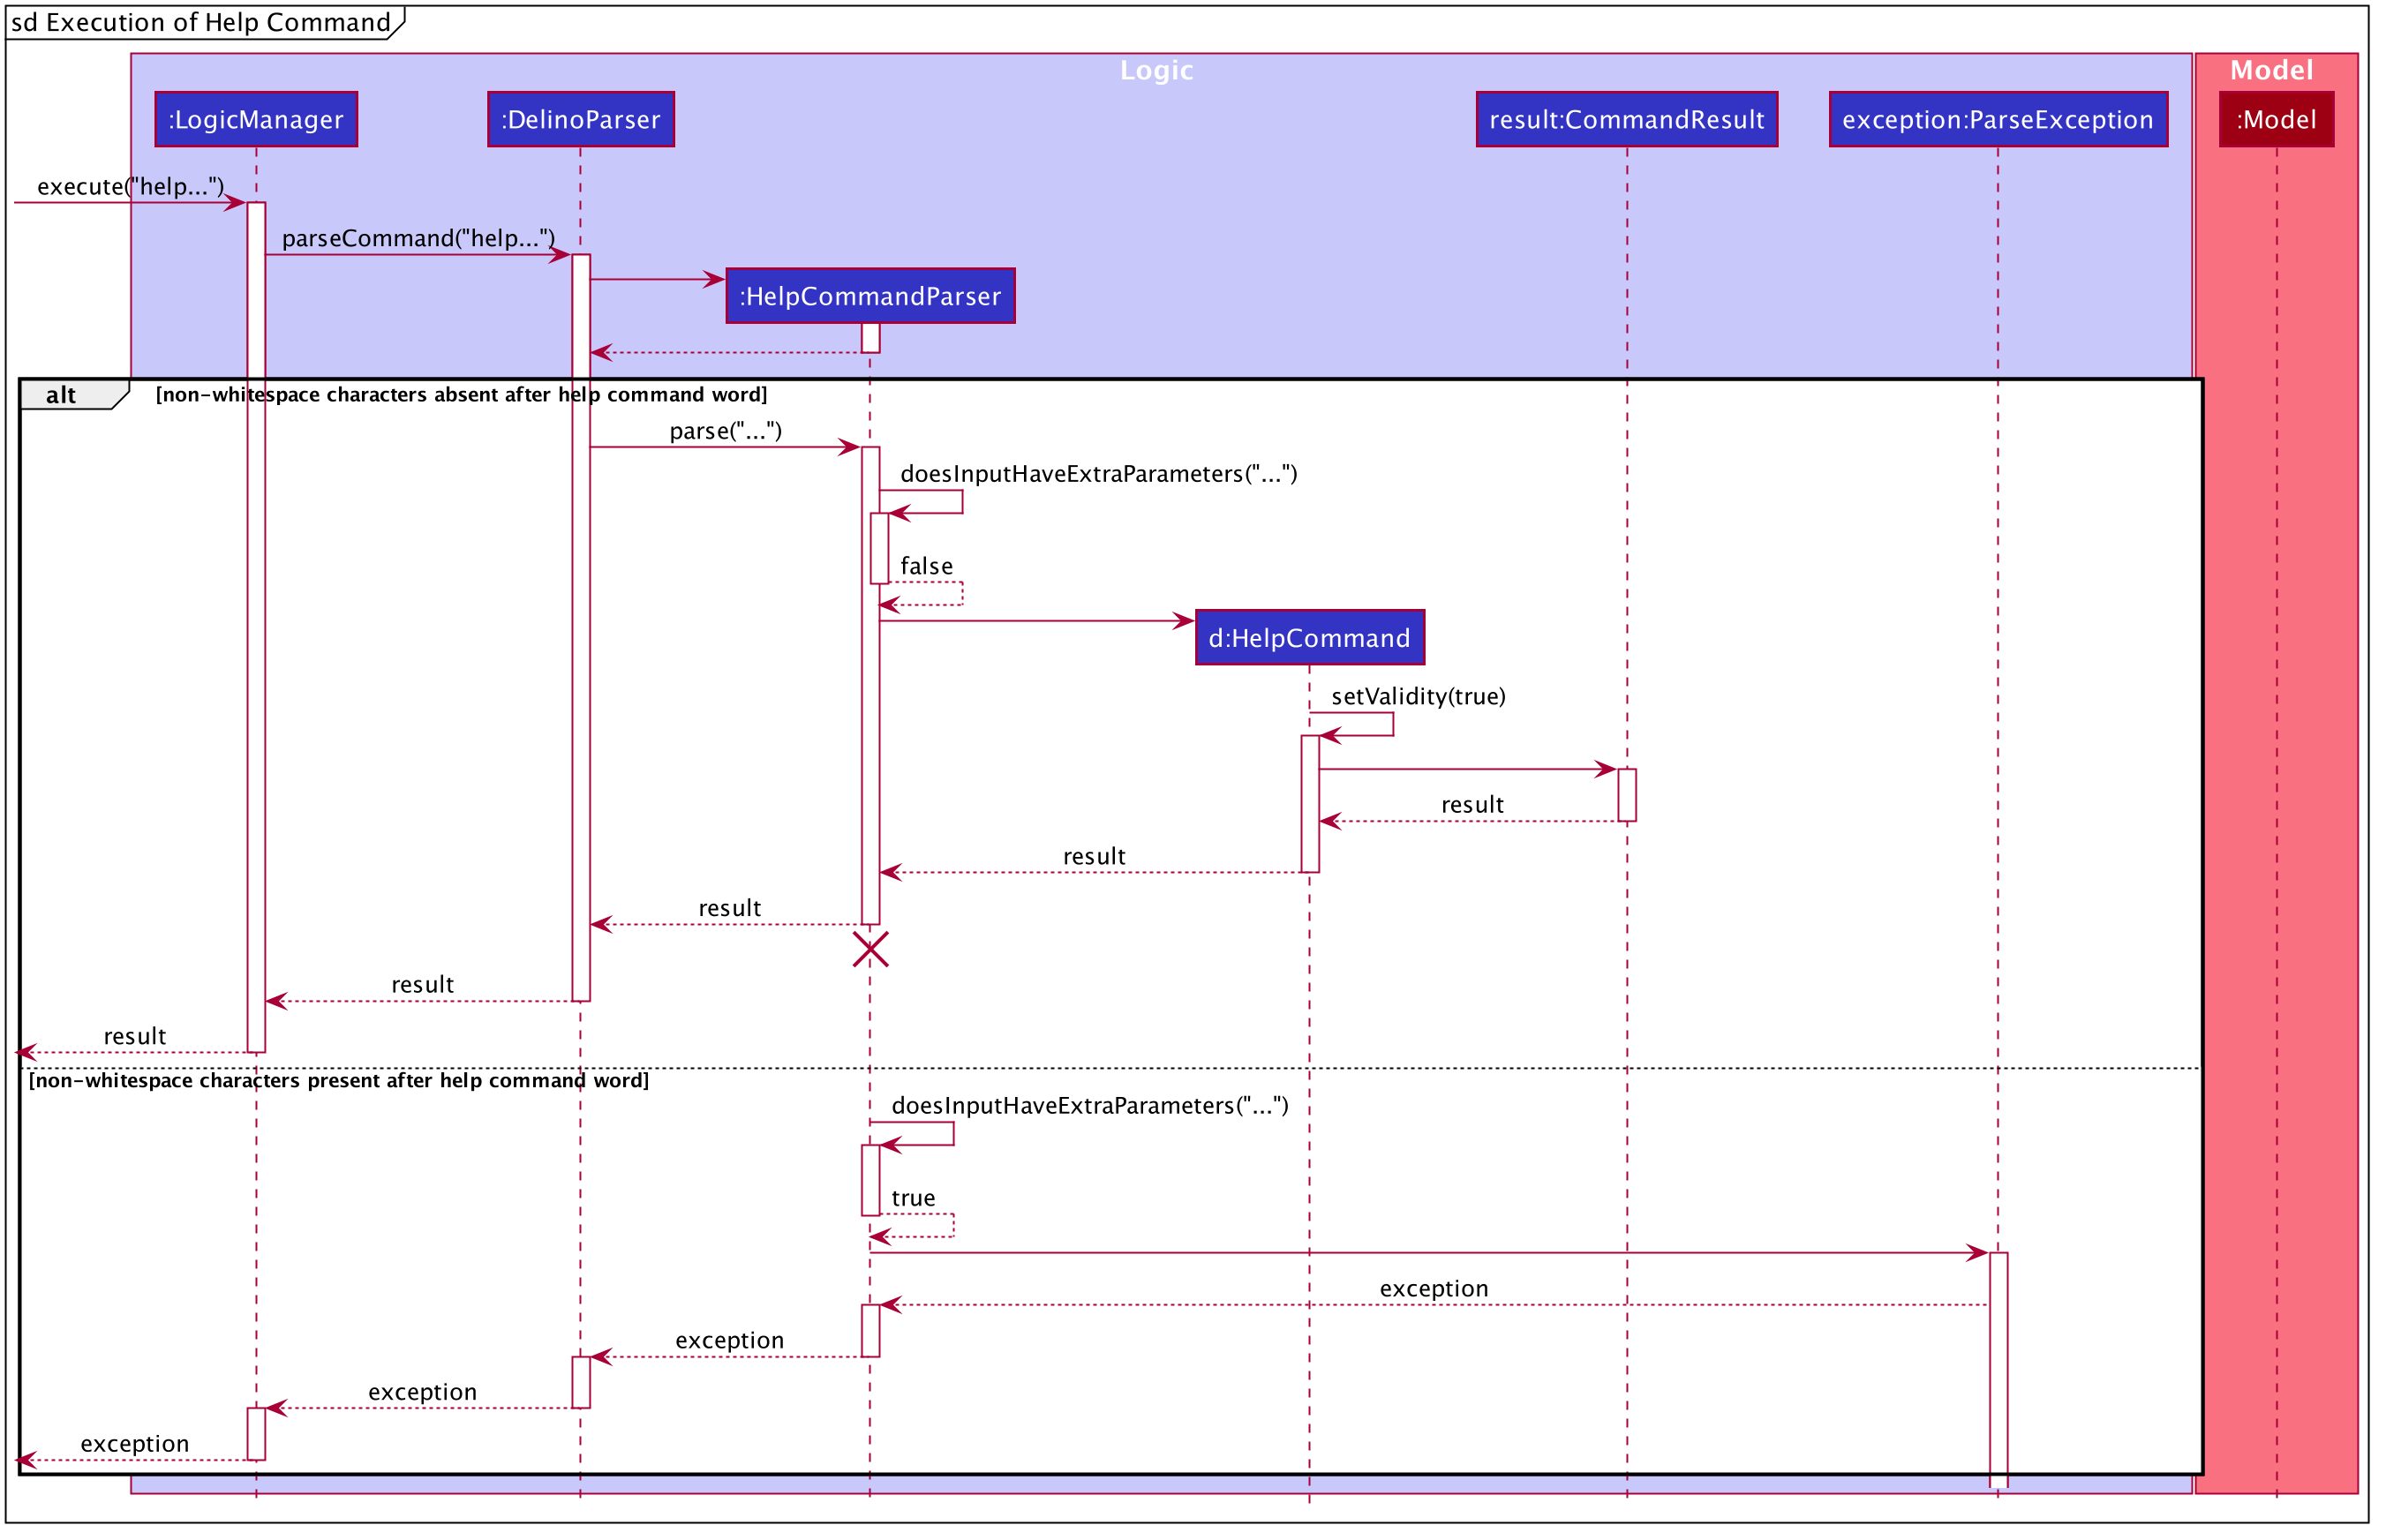 sd Execution of Help Command
Logic
Model
:LogicManager
:DelinoParser
result:CommandResult
exception:ParseException
:Model
execute("help...")
parseCommand("help...")
:HelpCommandParser
alt
[non-whitespace characters absent after help command word]
parse("...")
doesInputHaveExtraParameters("...")
false
d:HelpCommand
setValidity(true)
result
result
result
result
result
[non-whitespace characters present after help command word]
doesInputHaveExtraParameters("...")
true
exception
exception
exception
exception